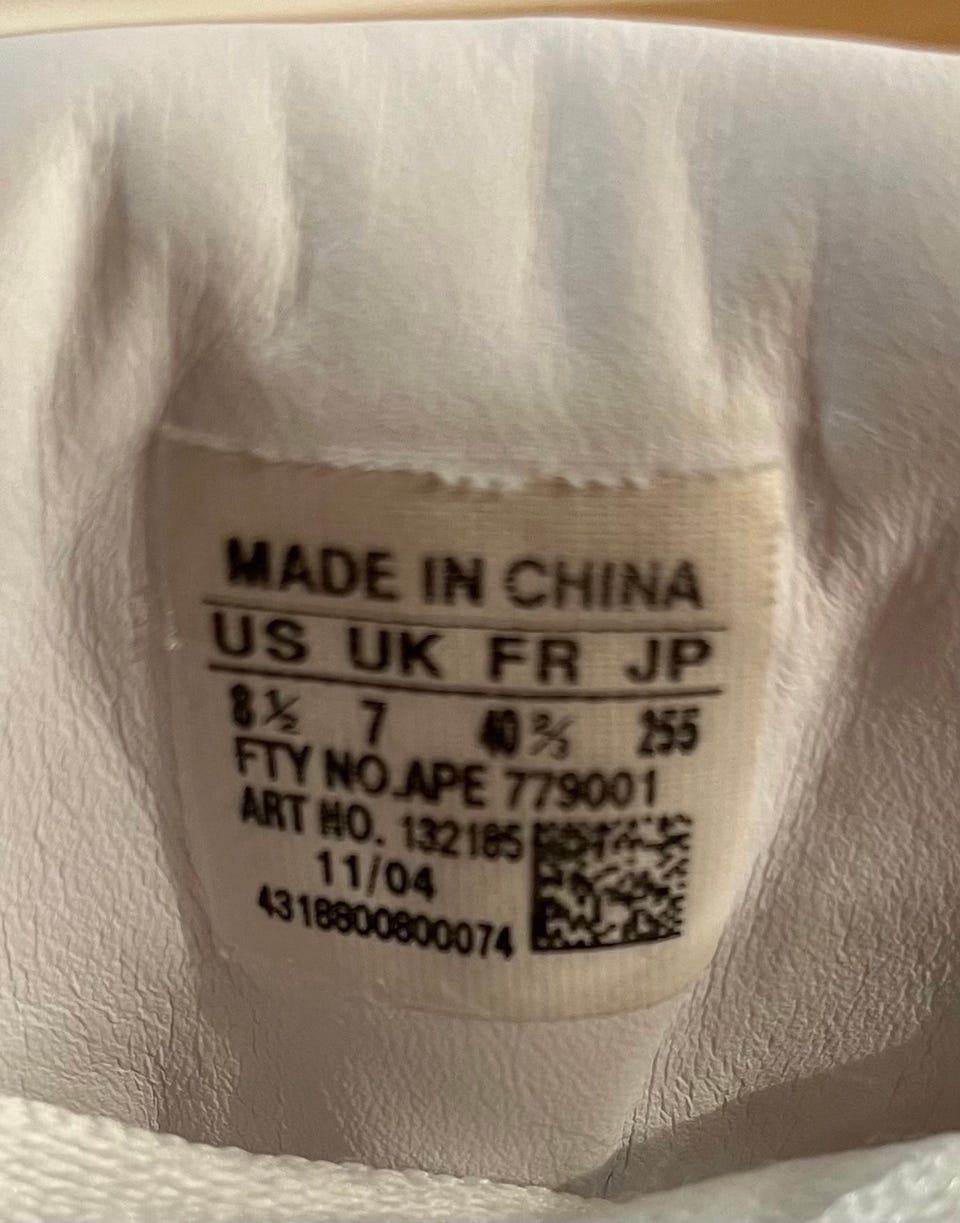 MADE IN CHINA
US UK FR JP
8½ 7 40⅔ 255
FTY NO.APE 779001
ART NO. 132185
11/04
4318800800074